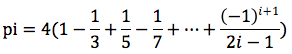 pi = 4(1 - 1/3 + 1/5 - 1/7 + ⋯ + (-1)^{i+1}/(2i - 1))